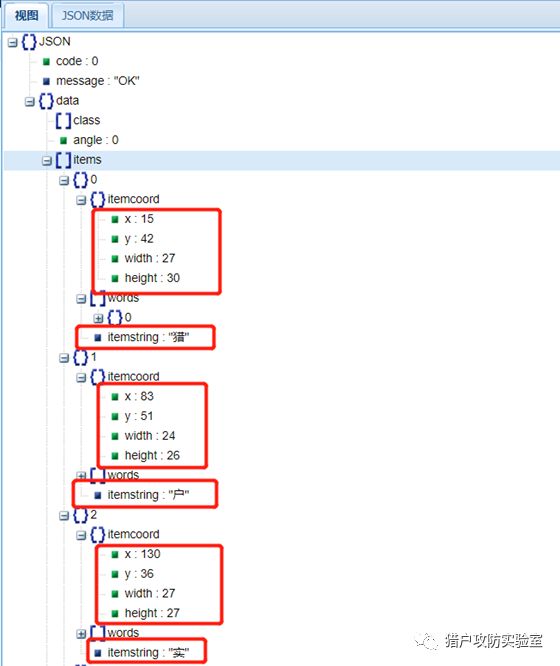 视图 JSON数据
JSON
code : 0
message : "OK"
data
class
angle : 0
items
0
itemcoord
x : 15
y : 42
width : 27
height : 30
words
0
itemstring : "猎"
1
itemcoord
x : 83
y : 51
width : 24
height : 26
words
itemstring : "户"
2
itemcoord
x : 130
y : 36
width : 27
height : 27
words
itemstring : "实"
猎户攻防实验室